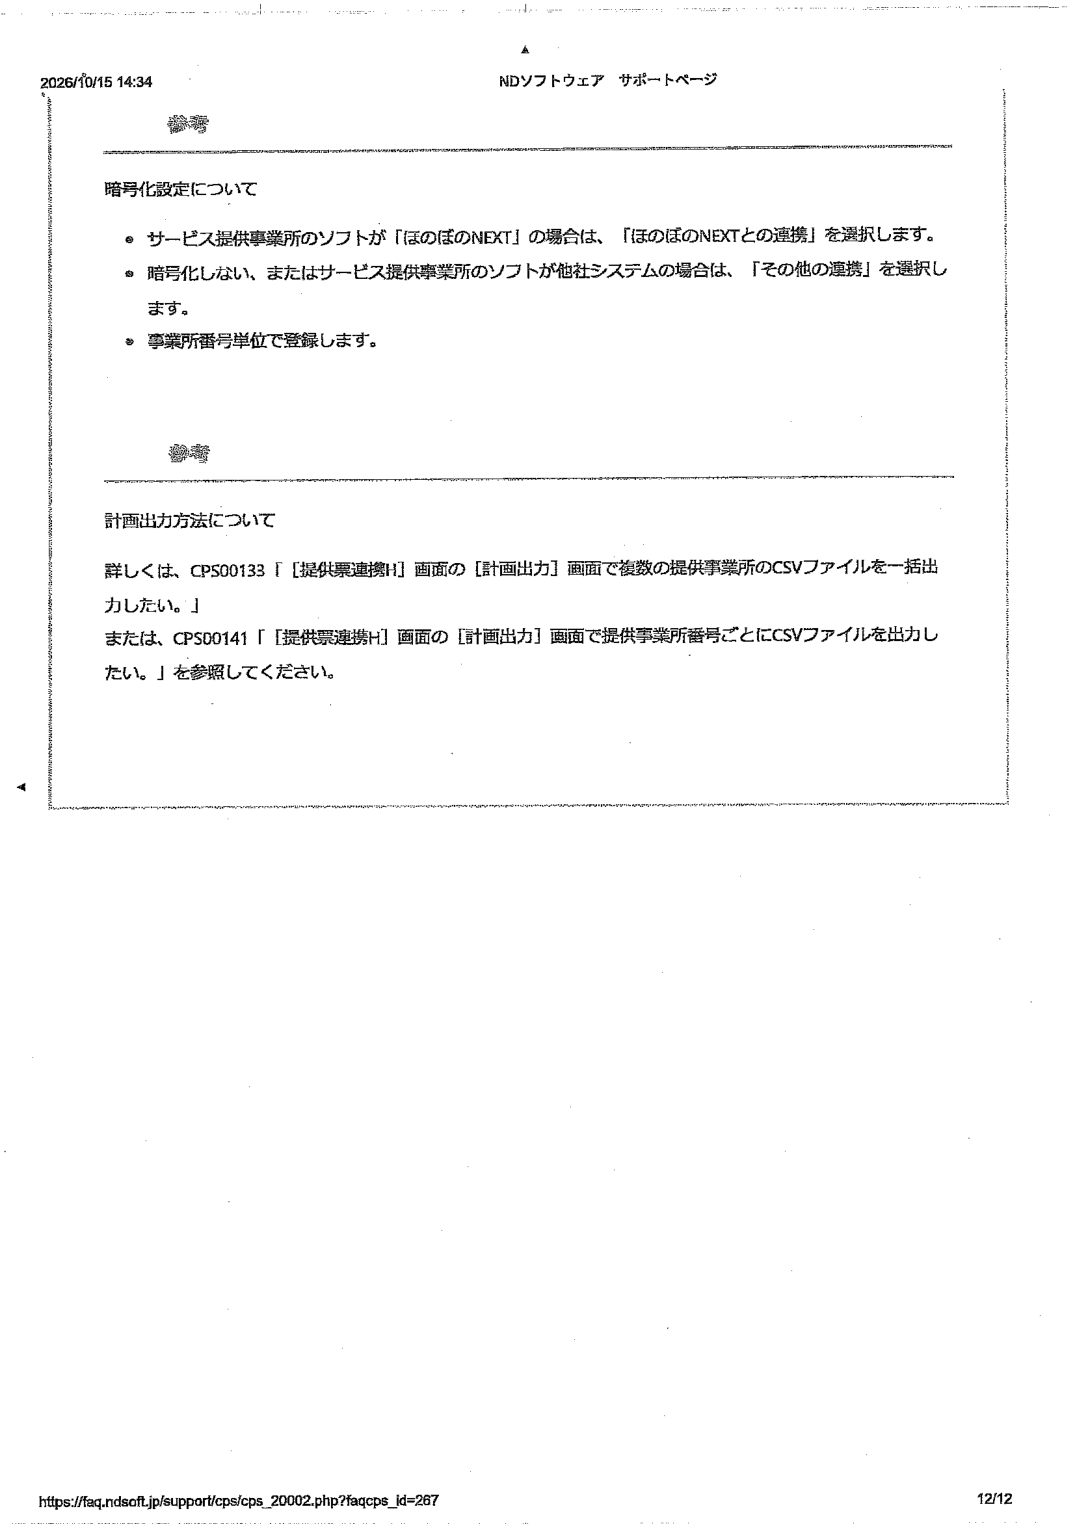 2026/10/15 14:34
NDソフトウェア　サポートページ
参考
暗号化設定について
• サービス提供事業所のソフトが「ほのぼのNEXT」の場合は、「ほのぼのNEXTとの連携」を選択します。
• 暗号化しない、またはサービス提供事業所のソフトが他社システムの場合は、「その他の連携」を選択し
ます。
• 事業所番号単位で登録します。
参考
計画出力方法について
詳しくは、CPS00133「［提供票連携H］画面の［計画出力］画面で複数の提供事業所のCSVファイルを一括出
力したい。」
または、CPS00141「［提供票連携H］画面の［計画出力］画面で提供事業所番号ごとにCSVファイルを出力し
たい。」を参照してください。
https://faq.ndsoft.jp/support/cps/cps_20002.php?faqcps_id=267
12/12